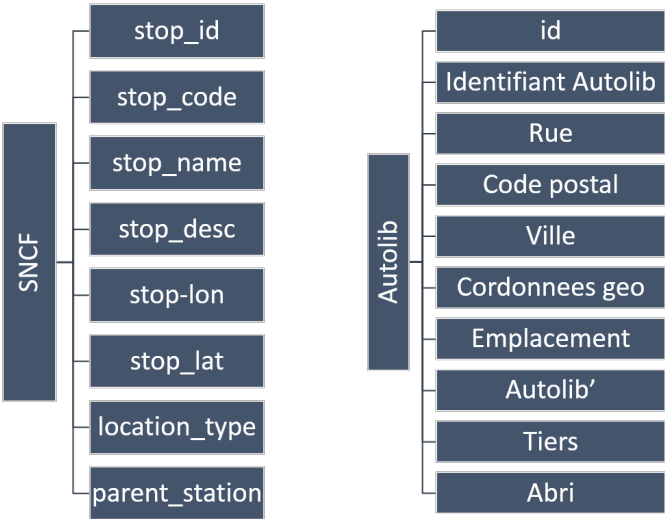 SNCF
stop_id
stop_code
stop_name
stop_desc
stop-lon
stop_lat
location_type
parent_station
Autolib
id
Identifiant Autolib
Rue
Code postal
Ville
Cordonnees geo
Emplacement
Autolib’
Tiers
Abri